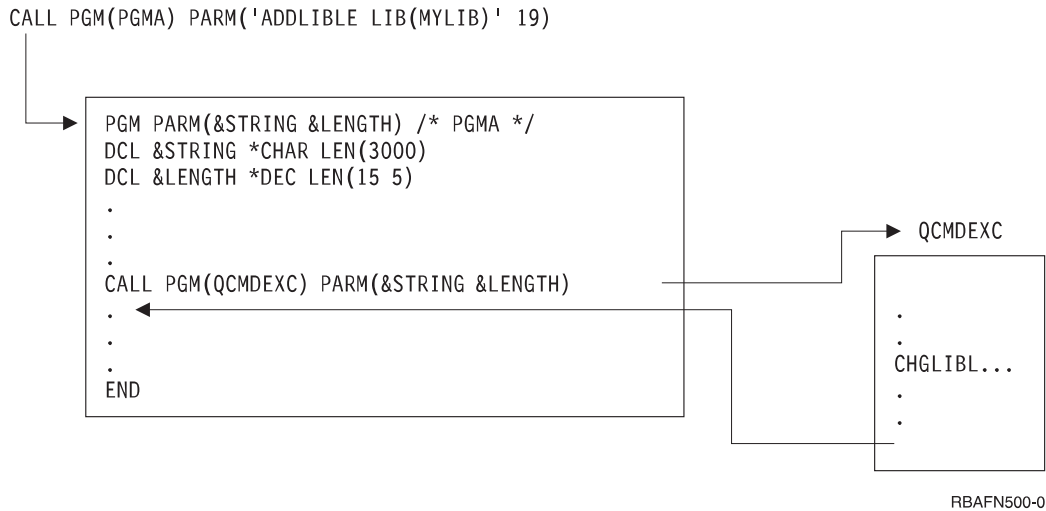 CALL PGM(PGMA) PARM('ADDLIBLE LIB(MYLIB)' 19)
PGM PARM(&STRING &LENGTH) /* PGMA */
DCL &STRING *CHAR LEN(3000)
DCL &LENGTH *DEC LEN(15 5)
.
.
.
CALL PGM(QCMDEXC) PARM(&STRING &LENGTH)
.
.
.
END
QCMDEXC
.
.
CHGLIBL...
.
.
RBAFN500-0